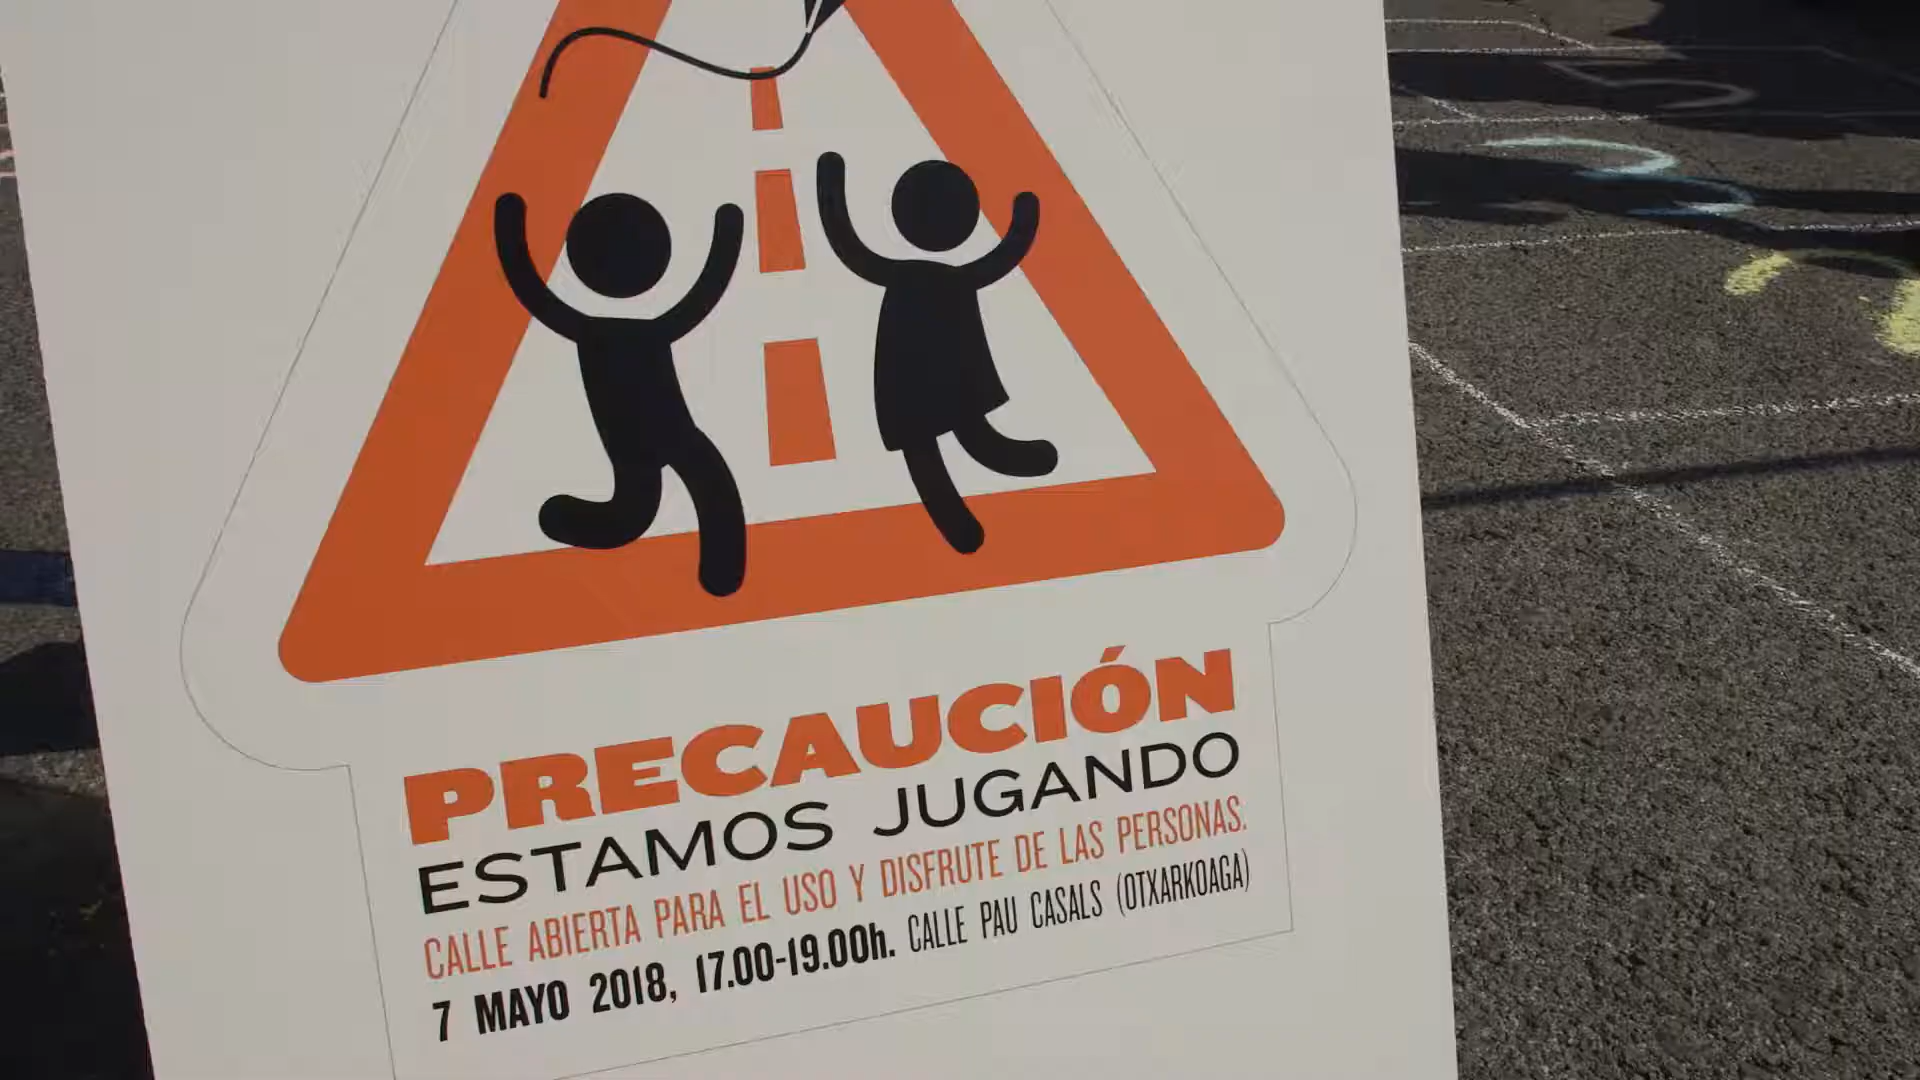 PRECAUCIÓN
ESTAMOS JUGANDO
CALLE ABIERTA PARA EL USO Y DISFRUTE DE LAS PERSONAS.
7 MAYO 2018, 17.00-19.00h. CALLE PAU CASALS (OTXARKOAGA)